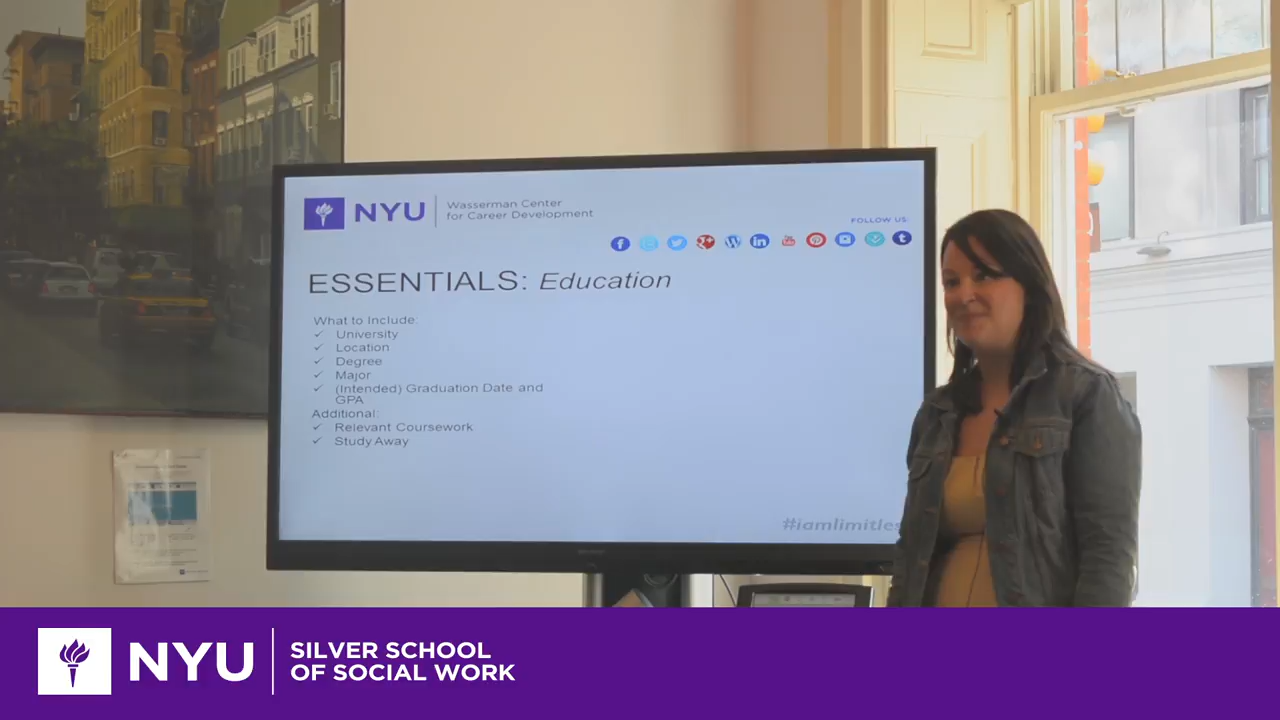 NYU
Wasserman Center
for Career Development
FOLLOW US:
ESSENTIALS: Education
What to Include:
✓ University
✓ Location
✓ Degree
✓ Major
✓ (Intended) Graduation Date and
GPA
Additional:
✓ Relevant Coursework
✓ Study Away
#iamlimitles
NYU
SILVER SCHOOL
OF SOCIAL WORK